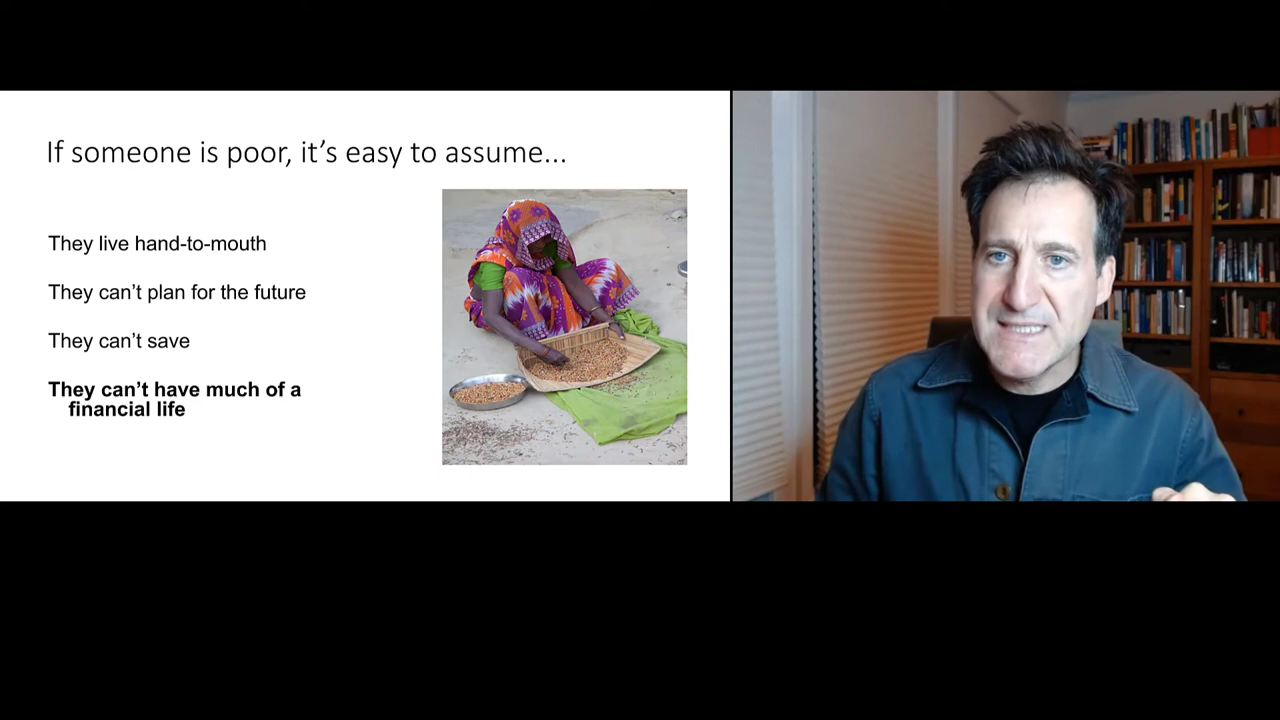 If someone is poor, it’s easy to assume...
They live hand-to-mouth
They can’t plan for the future
They can’t save
They can’t have much of a
financial life